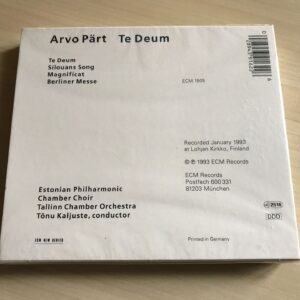 Arvo Pärt Te Deum
Te Deum
Silouans Song
Magnificat
Berliner Messe
ECM 1505
Recorded January 1993
at Lohjan Kirkko, Finland
© ℗ 1993 ECM Records
ECM Records
Postfach 600 331
81203 München
Estonian Philharmonic
Chamber Choir
Tallinn Chamber Orchestra
Tõnu Kaljuste, conductor
ECM NEW SERIES
Printed in Germany
DDD